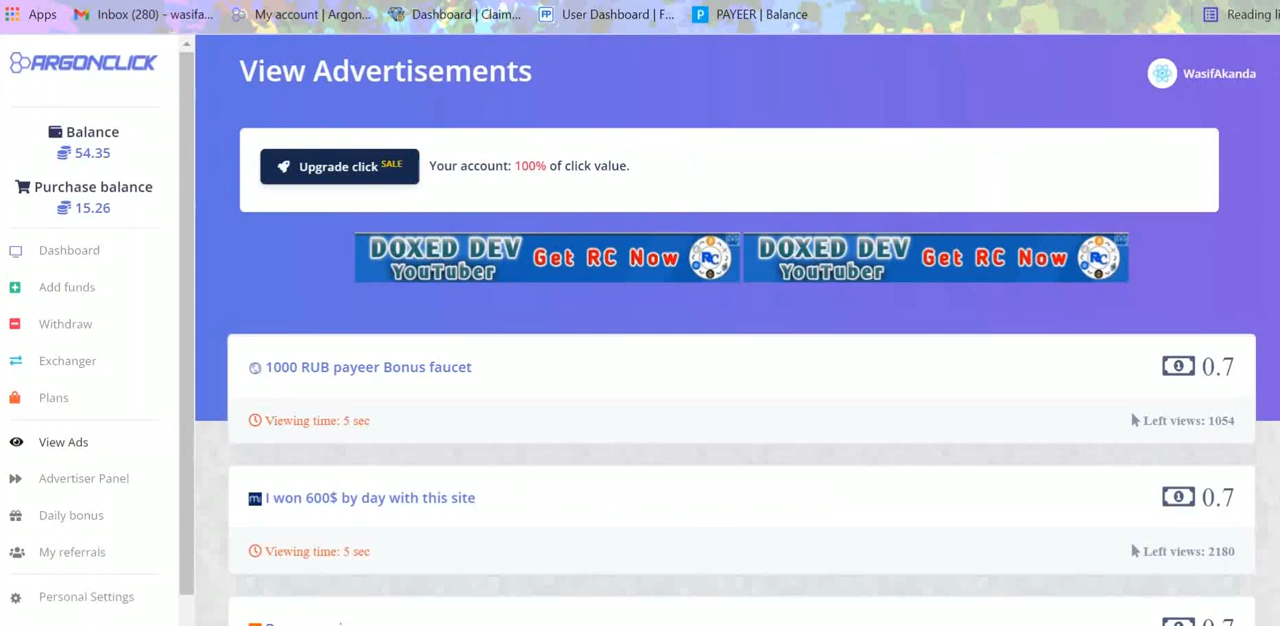 Apps
Inbox (280) - wasifa...
My account | Argon...
Dashboard | Claim...
FP
User Dashboard | F...
P
PAYEER | Balance
Reading li
ARGONCLICK
Balance
54.35
Purchase balance
15.26
Dashboard
Add funds
Withdraw
Exchanger
Plans
View Ads
Advertiser Panel
Daily bonus
My referrals
Personal Settings
View Advertisements
WasifAkanda
Upgrade click SALE
Your account: 100% of click value.
DOXED DEV
YouTuber
Get RC Now
RC
DOXED DEV
YouTuber
Get RC Now
RC
1000 RUB payeer Bonus faucet
0.7
Viewing time: 5 sec
Left views: 1054
I won 600$ by day with this site
0.7
Viewing time: 5 sec
Left views: 2180
0.7